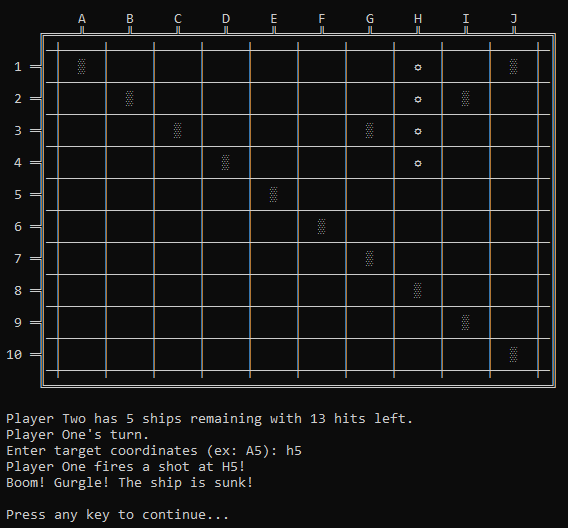 A B C D E F G H I J
1
2
3
4
5
6
7
8
9
10
Player Two has 5 ships remaining with 13 hits left.
Player One's turn.
Enter target coordinates (ex: A5): h5
Player One fires a shot at H5!
Boom! Gurgle! The ship is sunk!
Press any key to continue...